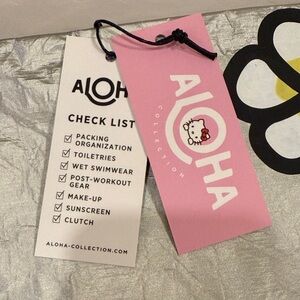 ALOHA
CHECK LIST
PACKING
ORGANIZATION
TOILETRIES
WET SWIMWEAR
POST-WORKOUT
GEAR
MAKE-UP
SUNSCREEN
CLUTCH
ALOHA-COLLECTION.COM
ALOHA
COLLECTION